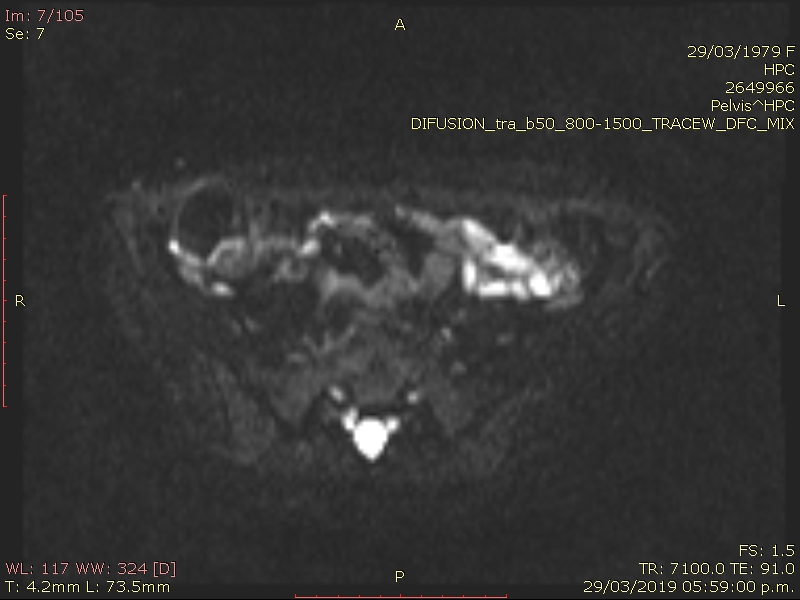 Im: 7/105
Se: 7
A
29/03/1979 F
HPC
2649966
Pelvis^HPC
DIFUSION_tra_b50_800-1500_TRACEW_DFC_MIX
R
L
WL: 117 WW: 324 [D]
T: 4.2mm L: 73.5mm
P
FS: 1.5
TR: 7100.0 TE: 91.0
29/03/2019 05:59:00 p.m.